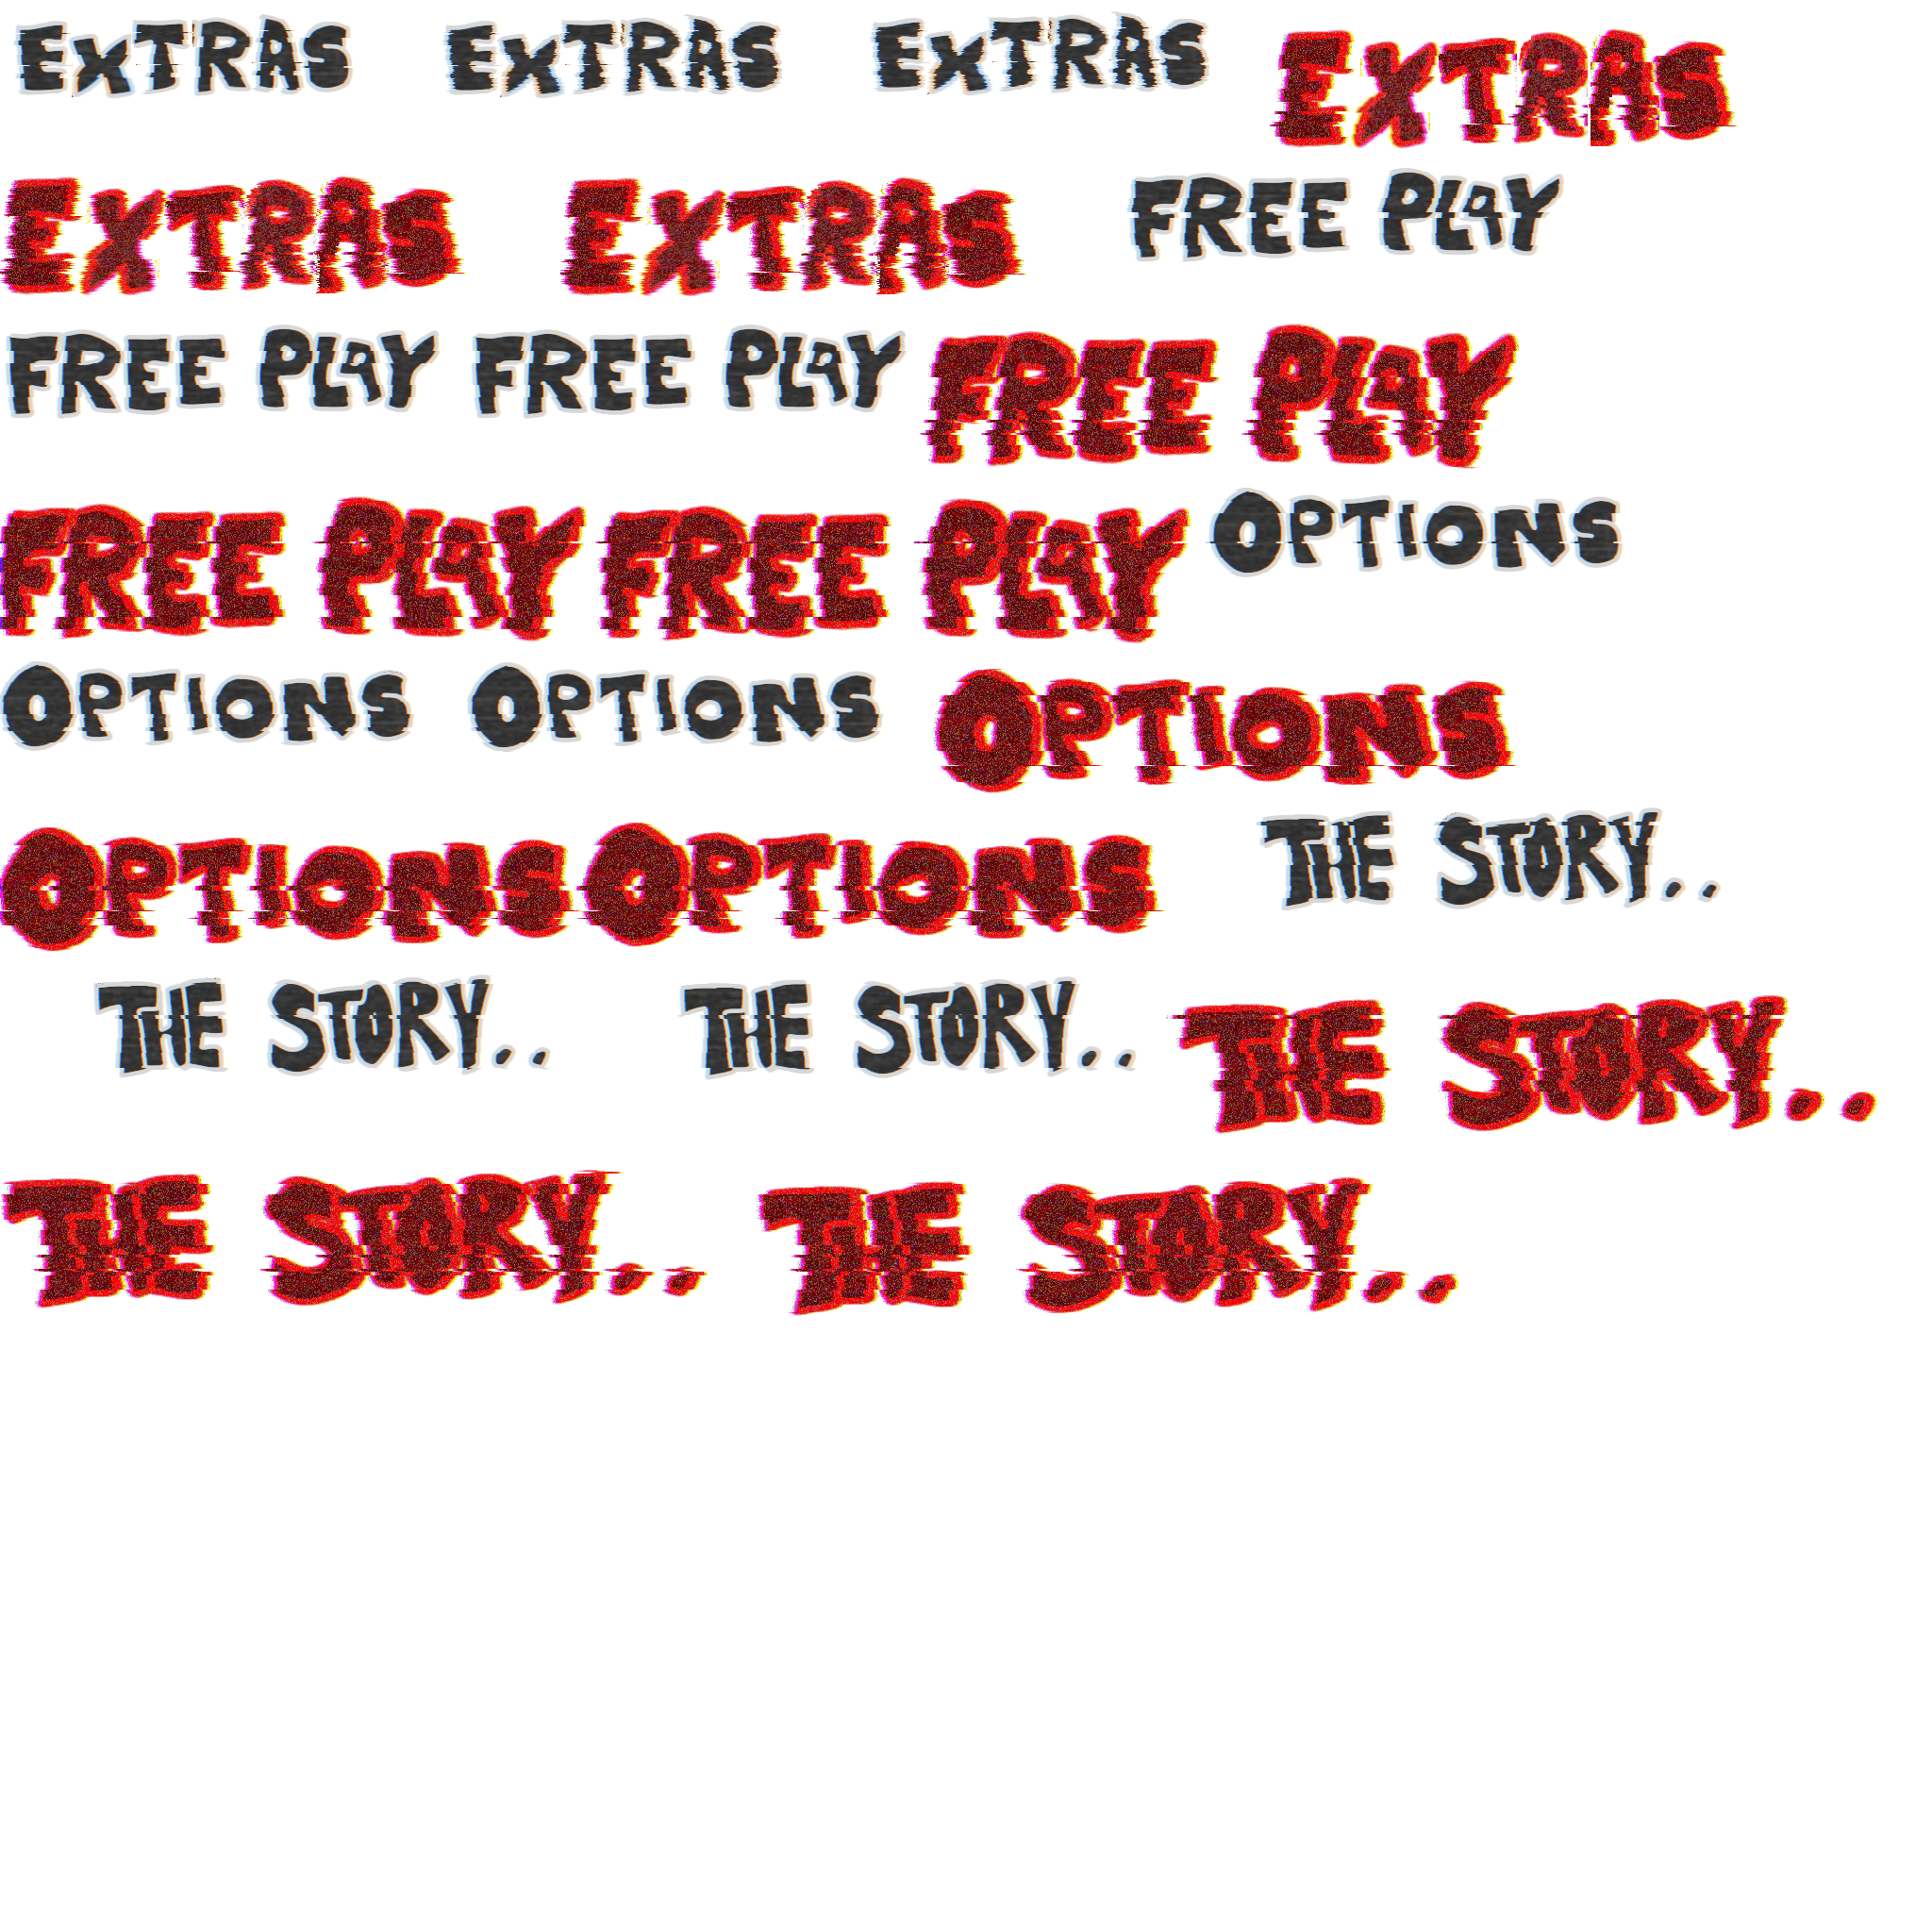 EXTRAS EXTRAS EXTRAS EXTRAS
EXTRAS EXTRAS FREE PLAY
FREE PLAY FREE PLAY FREE PLAY
FREE PLAY FREE PLAY OPTIONS
OPTIONS OPTIONS OPTIONS
OPTIONS OPTIONS THE STORY..
THE STORY.. THE STORY.. THE STORY..
THE STORY.. THE STORY..